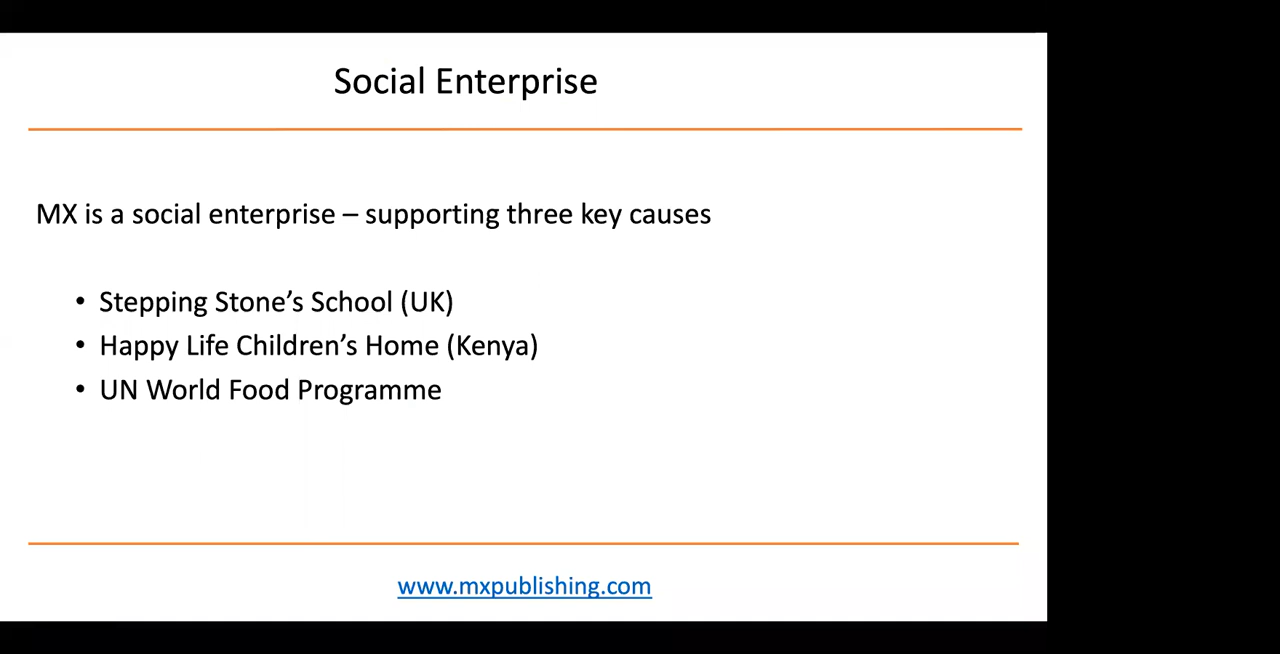 Social Enterprise
MX is a social enterprise – supporting three key causes
• Stepping Stone’s School (UK)
• Happy Life Children’s Home (Kenya)
• UN World Food Programme
www.mxpublishing.com